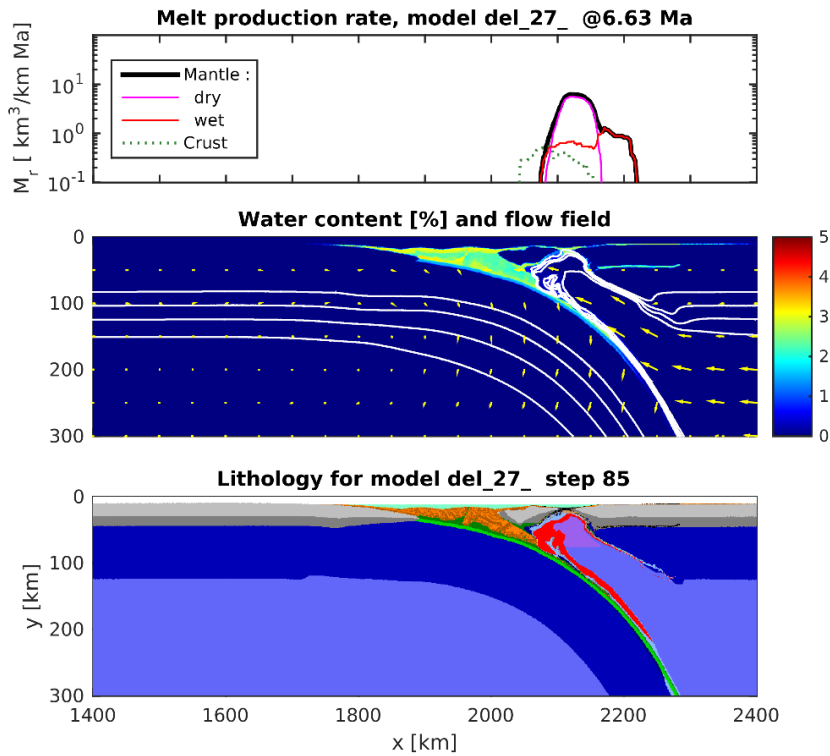 Melt production rate, model del_27_ @6.63 Ma
M_r [ km^3/km Ma]
10^1
10^0
10^-1
Mantle :
dry
wet
Crust
Water content [%] and flow field
0
100
200
300
5
4
3
2
1
0
Lithology for model del_27_ step 85
y [km]
0
100
200
300
1400 1600 1800 2000 2200 2400
x [km]